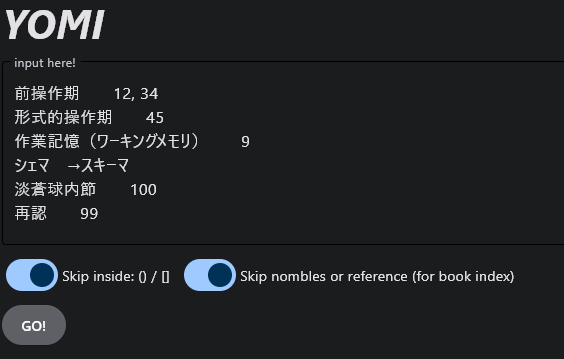 YOMI
input here!
前操作期　　12, 34
形式的操作期　　45
作業記憶（ワーキングメモリ）　　9
シェマ　→スキーマ
淡蒼球内節　　100
再認　　99
Skip inside: () / []　Skip nombles or reference (for book index)
GO!